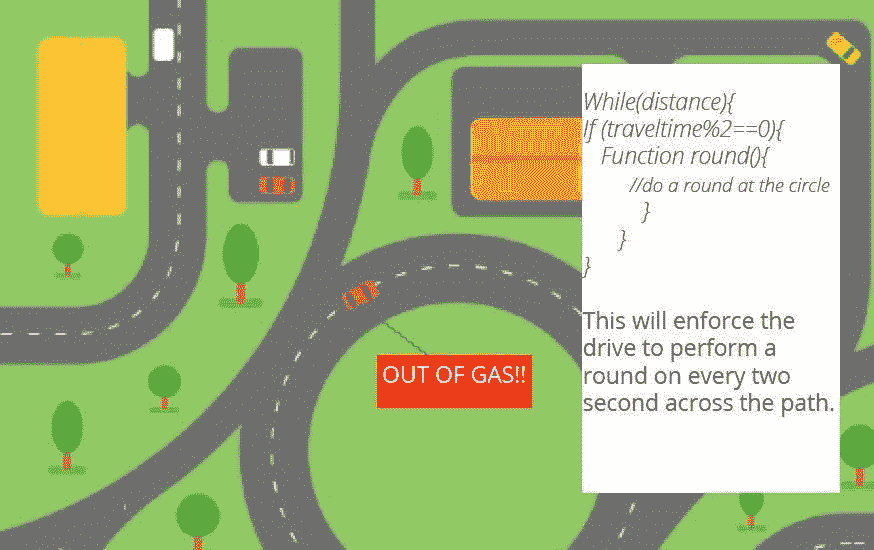 While(distance){
If (traveltime%2==0){
Function round(){
//do a round at the circle
}
}
}
This will enforce the
drive to perform a
round on every two
second across the path.
OUT OF GAS!!